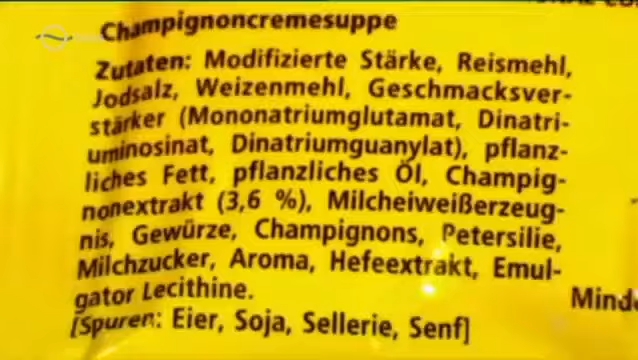 Champignoncremesuppe
Zutaten: Modifizierte Stärke, Reismehl,
Jodsalz, Weizenmehl, Geschmacksver-
stärker (Mononatriumglutamat, Dinatri-
uminosinat, Dinatriumguanylat), pflanz-
liches Fett, pflanzliches Öl, Champig-
nonextrakt (3,6 %), Milcheiweißerzeug-
nis, Gewürze, Champignons, Petersilie,
Milchzucker, Aroma, Hefeextrakt, Emul-
gator Lecithine.
[Spuren: Eier, Soja, Sellerie, Senf]
Minde